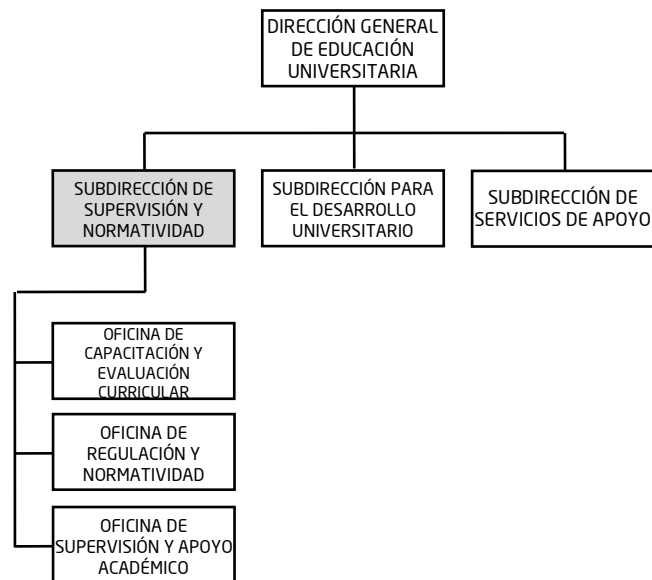 DIRECCIÓN GENERAL
DE EDUCACIÓN
UNIVERSITARIA
SUBDIRECCIÓN DE
SUPERVISIÓN Y
NORMATIVIDAD
SUBDIRECCIÓN PARA
EL DESARROLLO
UNIVERSITARIO
SUBDIRECCIÓN DE
SERVICIOS DE APOYO
OFICINA DE
CAPACITACIÓN Y
EVALUACIÓN
CURRICULAR
OFICINA DE
REGULACIÓN Y
NORMATIVIDAD
OFICINA DE
SUPERVISIÓN Y APOYO
ACADÉMICO